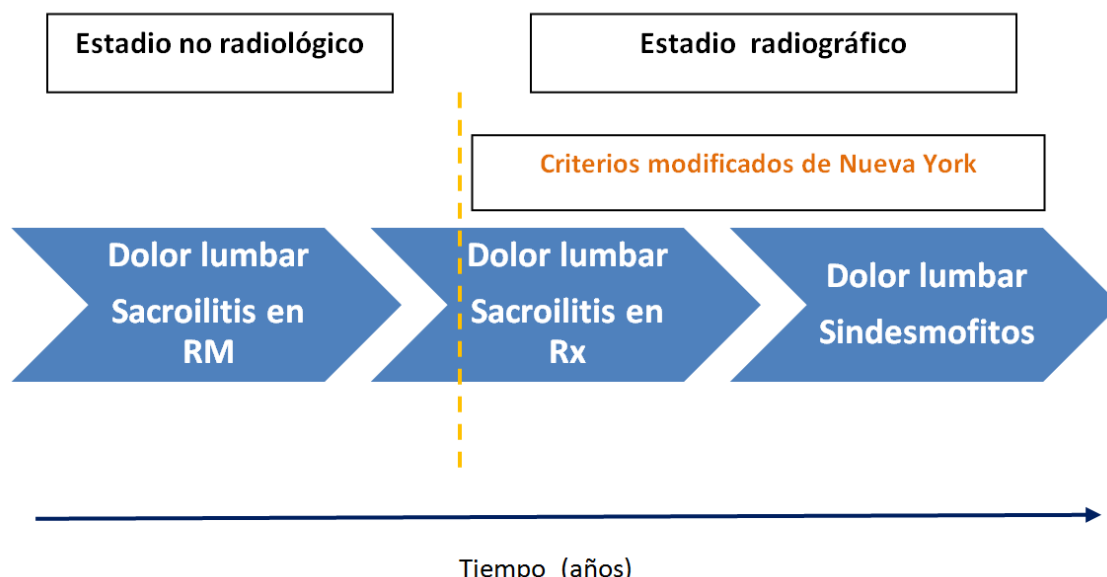 Estadio no radiológico
Estadio radiográfico
Criterios modificados de Nueva York
Dolor lumbar
Sacroilitis en
RM
Dolor lumbar
Sacroilitis en
Rx
Dolor lumbar
Sindesmofitos
Tiempo (años)